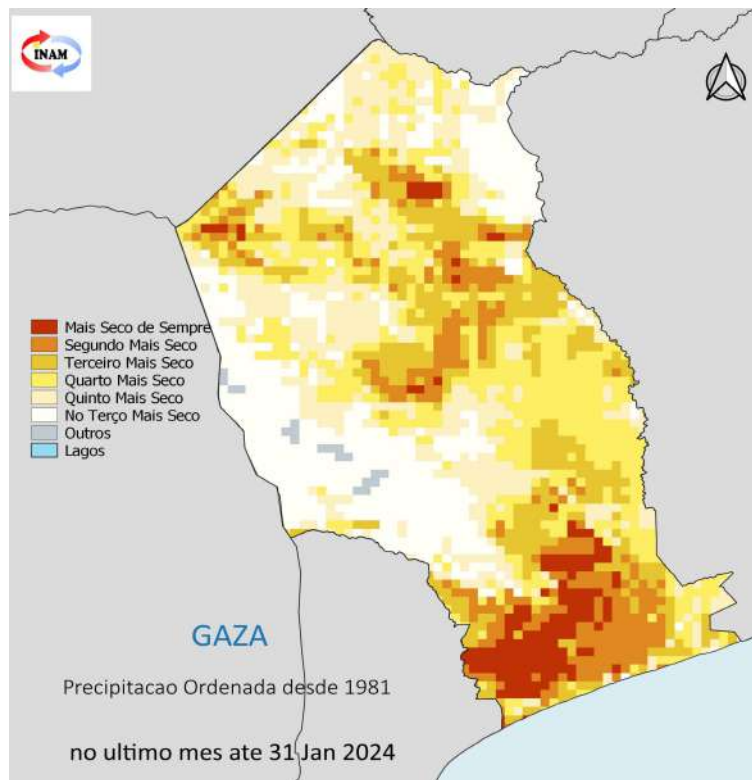 INAM
Mais Seco de Sempre
Segundo Mais Seco
Terceiro Mais Seco
Quarto Mais Seco
Quinto Mais Seco
No Terço Mais Seco
Outros
Lagos
GAZA
Precipitacao Ordenada desde 1981
no ultimo mes ate 31 Jan 2024